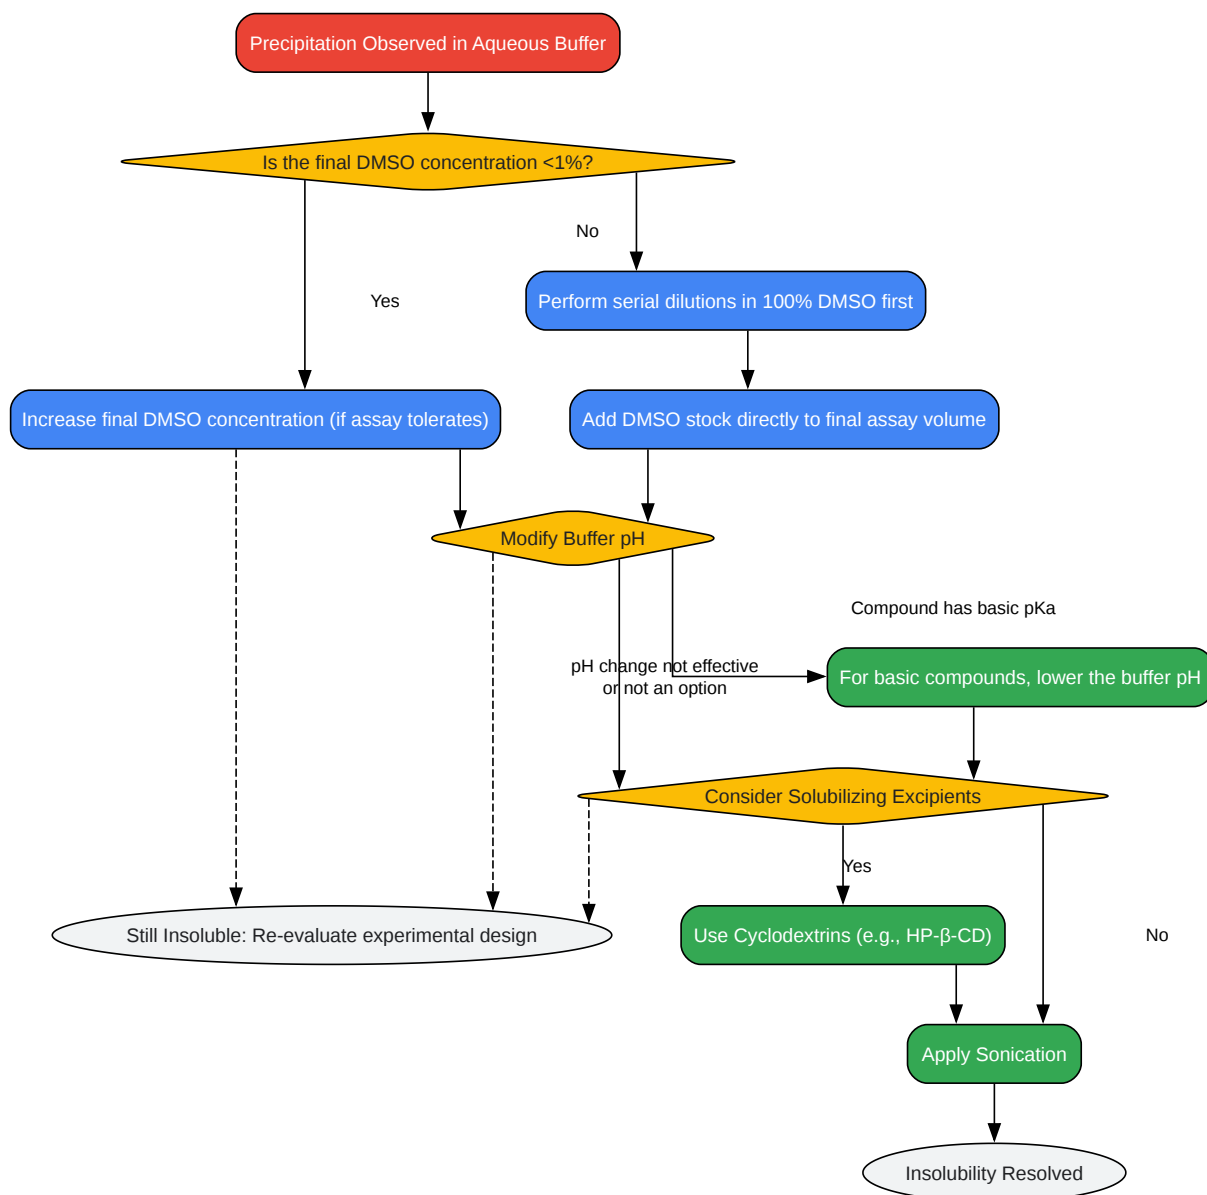 Precipitation Observed in Aqueous Buffer
Is the final DMSO concentration <1%?
No
Yes
Perform serial dilutions in 100% DMSO first
Increase final DMSO concentration (if assay tolerates)
Add DMSO stock directly to final assay volume
Modify Buffer pH
Compound has basic pKa
pH change not effective
or not an option
For basic compounds, lower the buffer pH
Consider Solubilizing Excipients
Yes
Use Cyclodextrins (e.g., HP-β-CD)
No
Still Insoluble: Re-evaluate experimental design
Apply Sonication
Insolubility Resolved